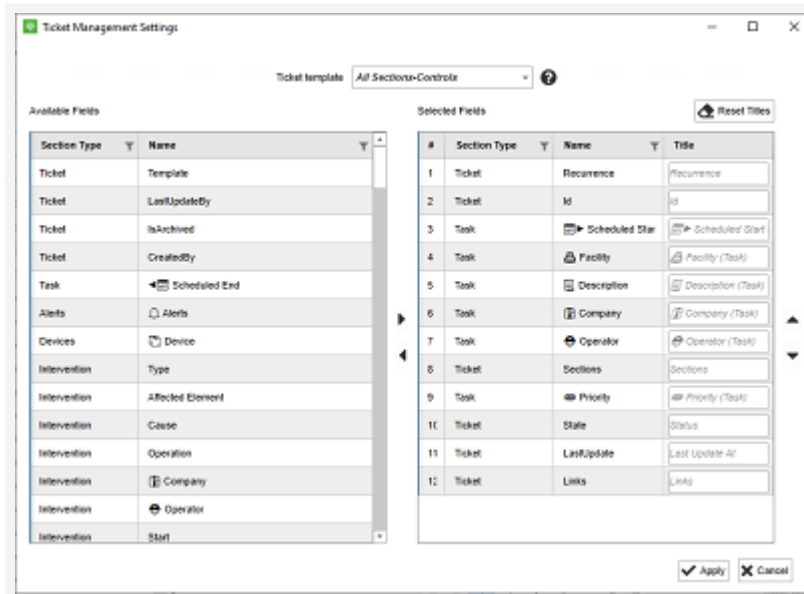 Ticket Management Settings
Ticket template All Sections-Controls
Available Fields
Section Type Name
Ticket Template
Ticket LastUpdateBy
Ticket IsArchived
Ticket CreatedBy
Task Scheduled End
Alerts Alerts
Devices Device
Intervention Type
Intervention Affected Element
Intervention Cause
Intervention Operation
Intervention Company
Intervention Operator
Intervention Start
Selected Fields Reset Titles
# Section Type Name Title
1 Ticket Recurrence Recurrence
2 Ticket Id Id
3 Task Scheduled Star Scheduled Start
4 Task Facility Facility (Task)
5 Task Description Description (Task)
6 Task Company Company (Task)
7 Task Operator Operator (Task)
8 Ticket Sections Sections
9 Task Priority Priority (Task)
10 Ticket State Status
11 Ticket LastUpdate Last Update At
12 Ticket Links Links
Apply Cancel